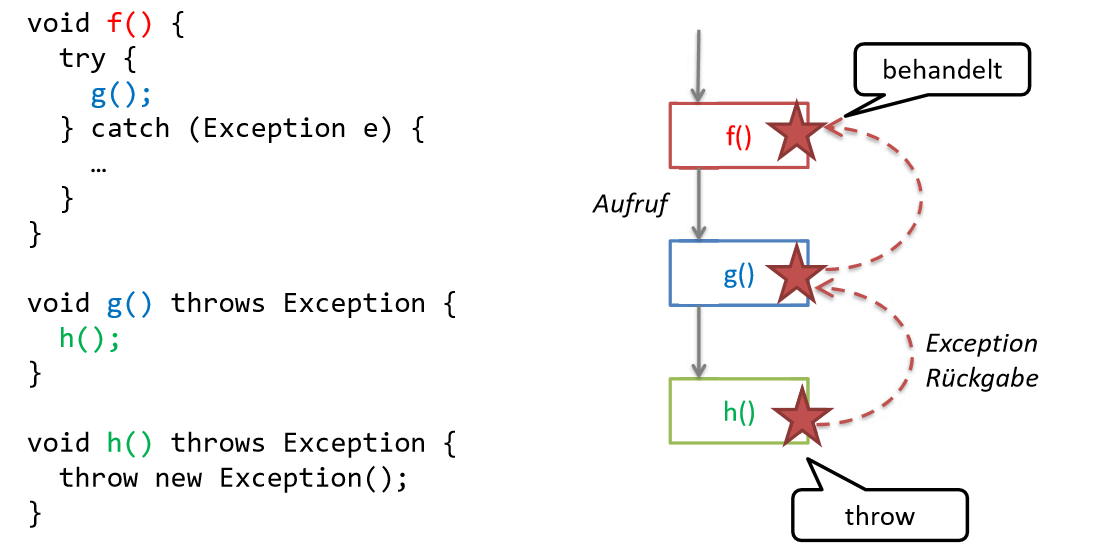 void f() {
  try {
    g();
  } catch (Exception e) {
    …
  }
}

void g() throws Exception {
  h();
}

void h() throws Exception {
  throw new Exception();
}
behandelt
f()
Aufruf
g()
Exception
Rückgabe
h()
throw